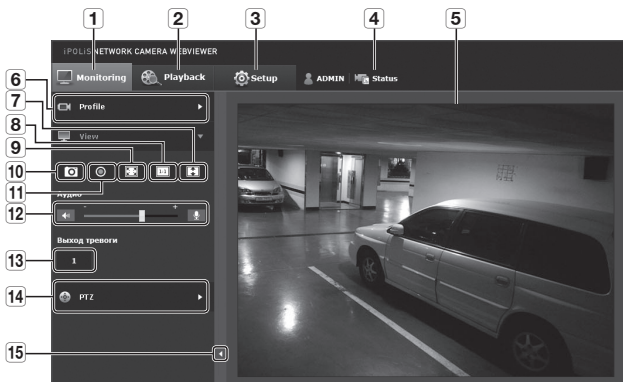 1 2 3 4 5
iPOLiS NETWORK CAMERA WEBVIEWER
Monitoring Playback Setup ADMIN Status
6
Profile
7
View
8
9
1:1
10
11
Аудио
12
- +
Выход тревоги
13
1
14
PTZ
15